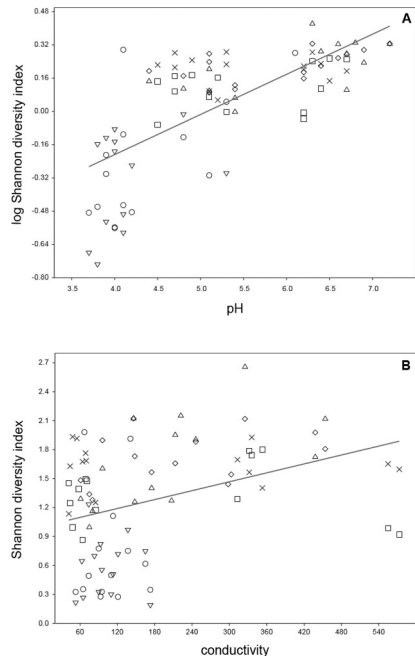 A
log Shannon diversity index
0.48
0.32
0.16
0.00
-0.16
-0.32
-0.48
-0.64
-0.80
3.5 4.0 4.5 5.0 5.5 6.0 6.5 7.0
pH
B
Shannon diversity index
2.7
2.4
2.1
1.8
1.5
1.2
0.9
0.6
0.3
0.0
60 120 180 240 300 360 420 480 540
conductivity